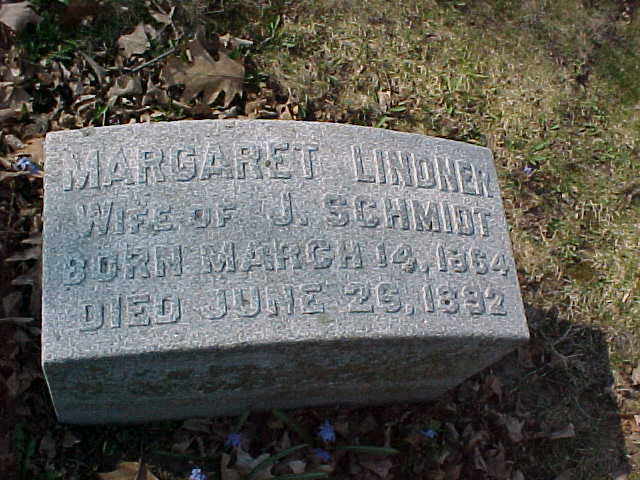 MARGARET LINDNER
WIFE OF J. SCHMIDT
BORN MARCH 14, 1864
DIED JUNE 26, 1892